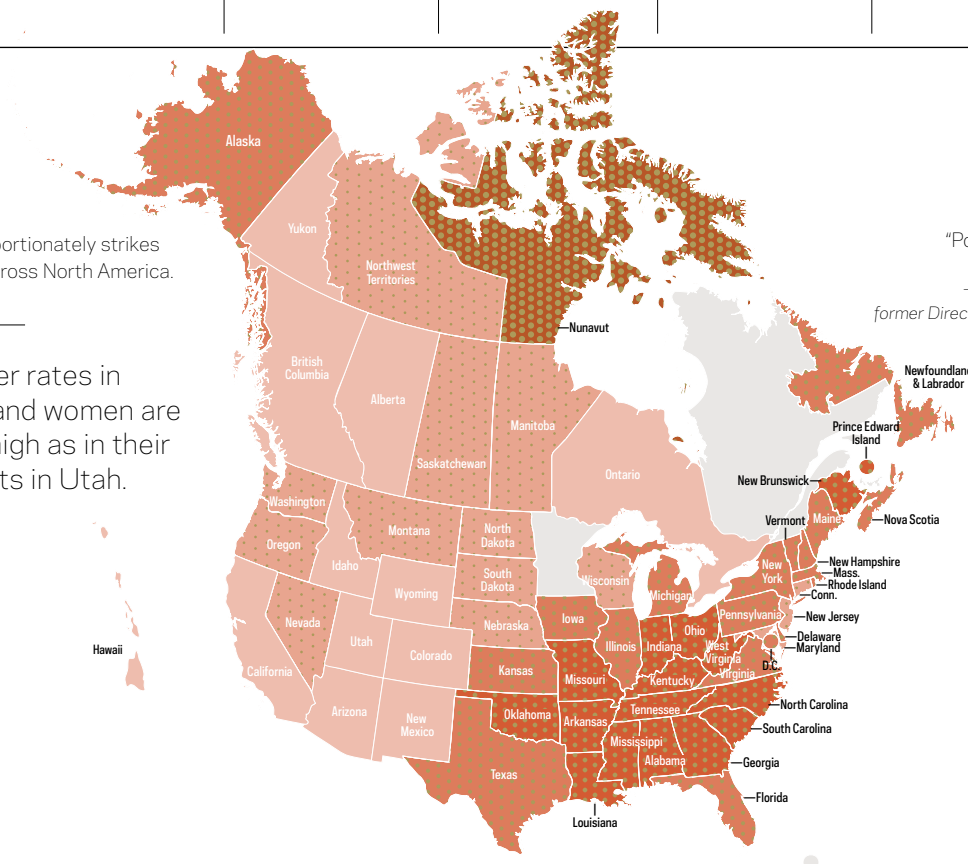 Alaska
portionately strikes
ross North America.
er rates in
and women are
high as in their
ts in Utah.
"Po
former Direc
Yukon
Northwest
Territories
Nunavut
British
Columbia
Alberta
Saskatchewan
Manitoba
Ontario
Newfoundland
& Labrador
Prince Edward
Island
New Brunswick
Nova Scotia
Maine
Vermont
New Hampshire
Mass.
Rhode Island
Conn.
New York
New Jersey
Pennsylvania
Delaware
Maryland
D.C.
Washington
Oregon
Idaho
Montana
North
Dakota
South
Dakota
Wyoming
Nebraska
Nevada
Utah
Colorado
California
Arizona
New
Mexico
Hawaii
Wisconsin
Michigan
Iowa
Illinois
Indiana
Ohio
West
Virginia
Virginia
Kansas
Missouri
Kentucky
Oklahoma
Arkansas
Tennessee
North Carolina
South Carolina
Mississippi
Alabama
Georgia
Texas
Florida
Louisiana